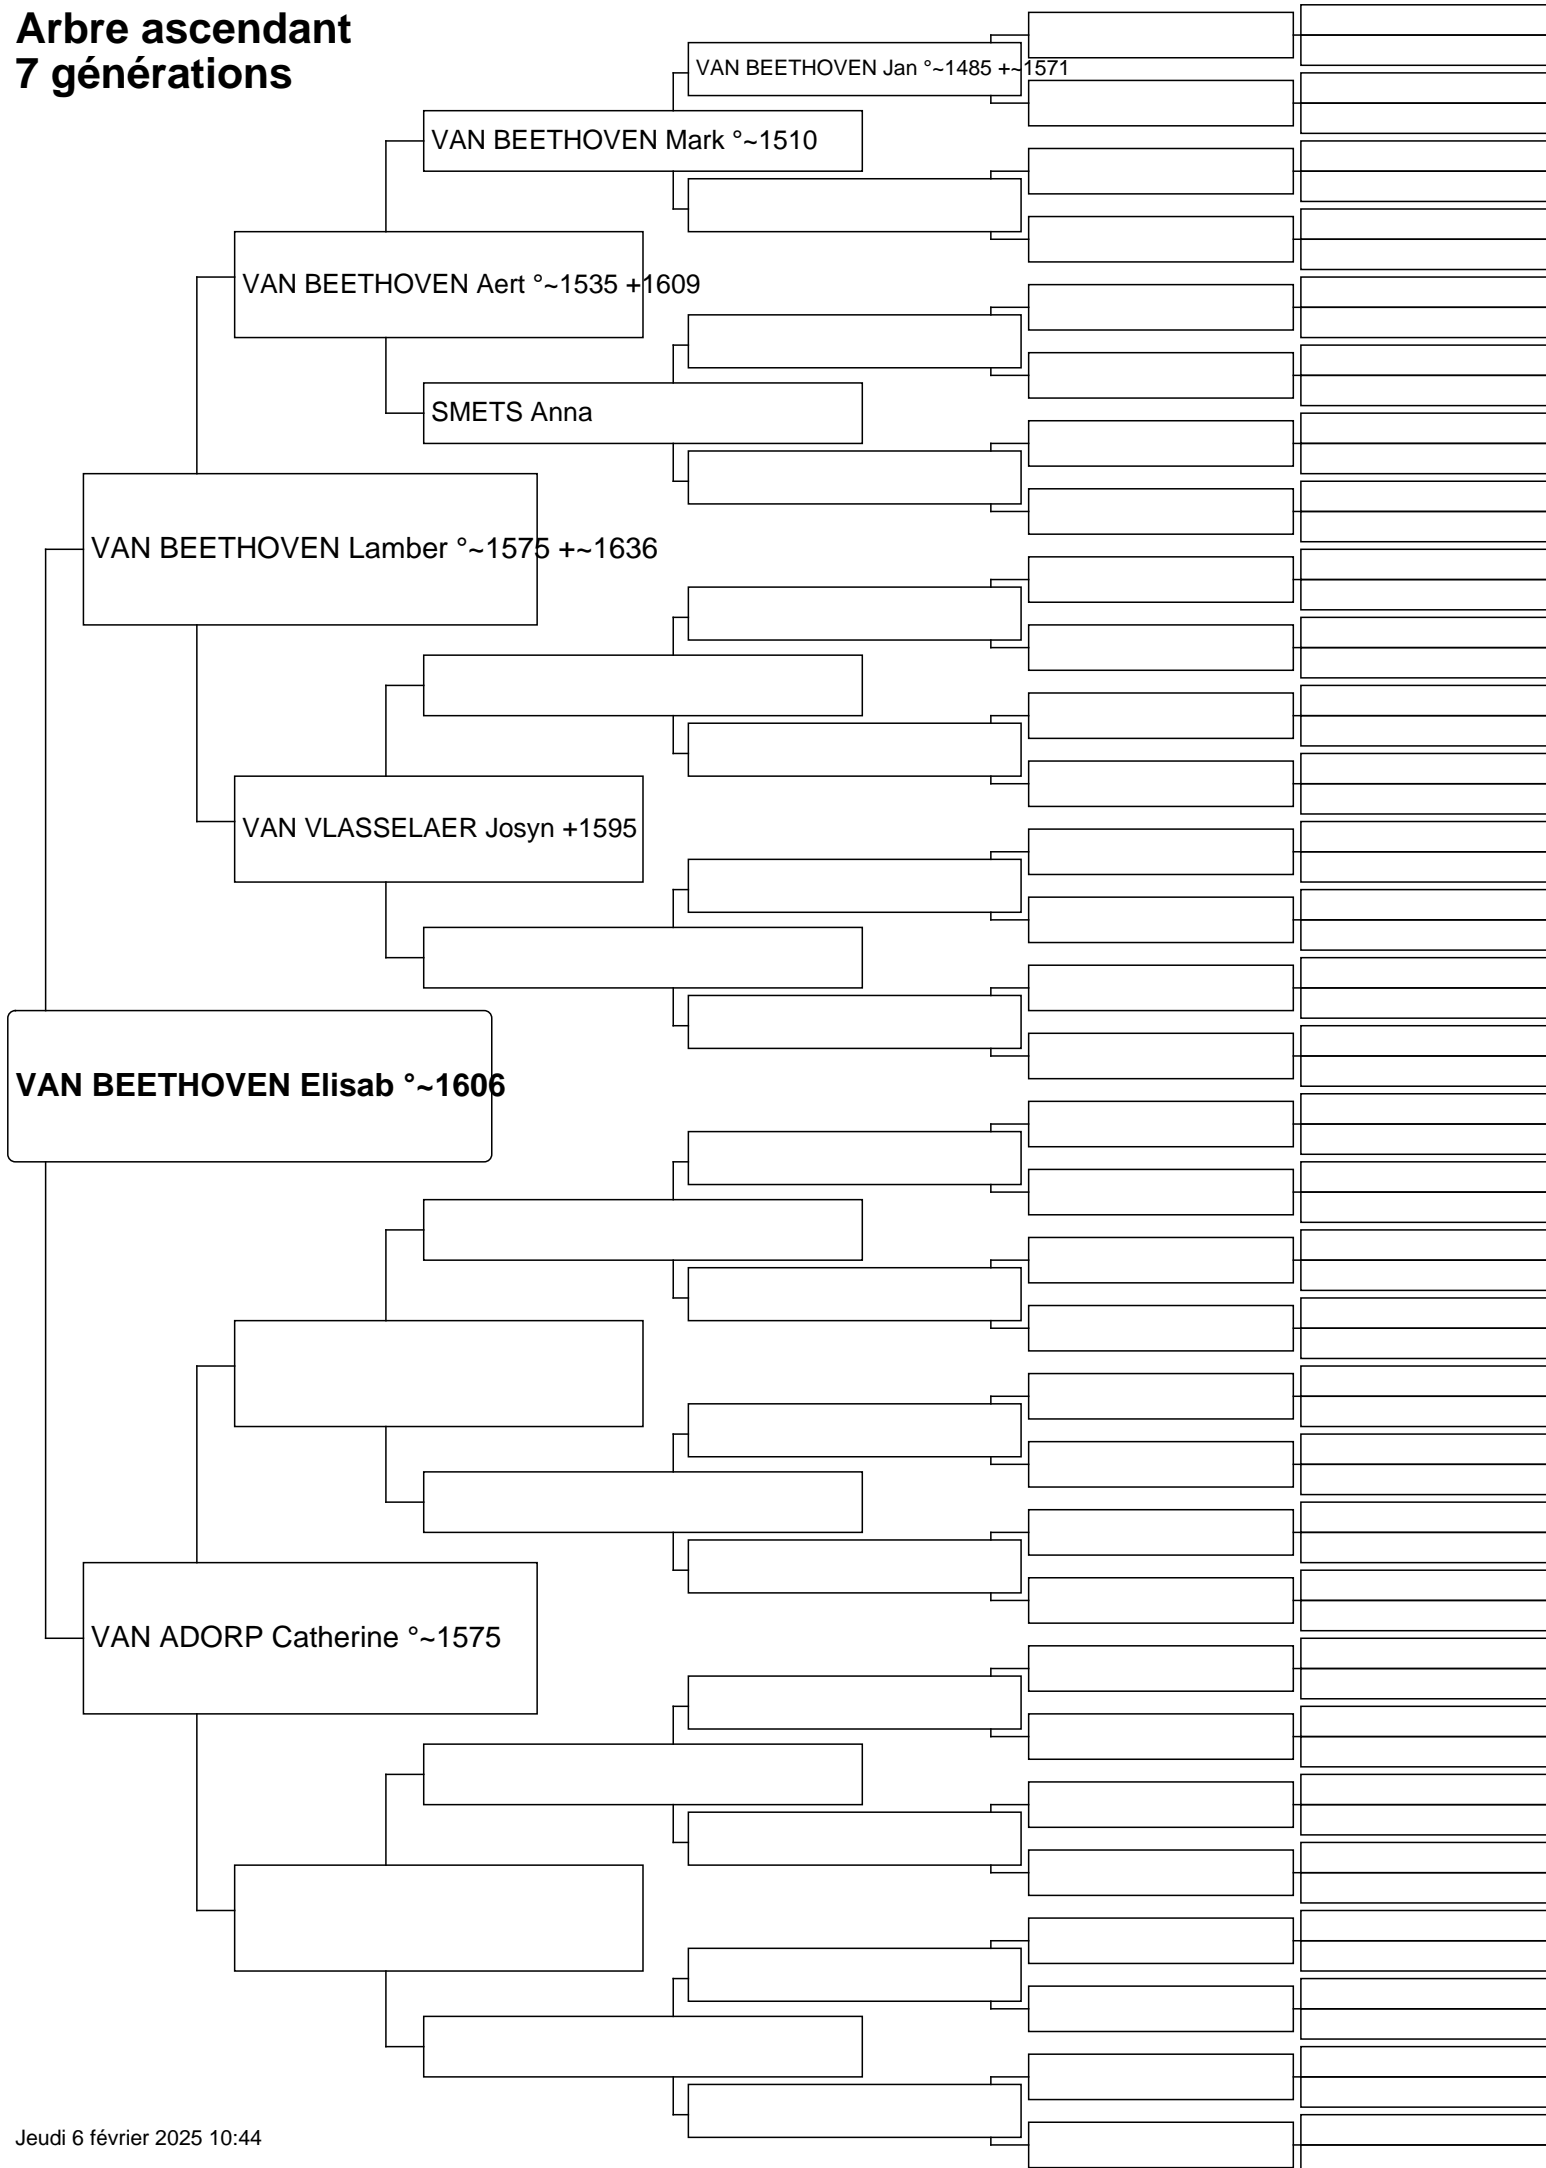 Arbre ascendant
7 générations
VAN BEETHOVEN Jan °~1485 +~1571
VAN BEETHOVEN Mark °~1510
VAN BEETHOVEN Aert °~1535 +1609
SMETS Anna
VAN BEETHOVEN Lamber °~1575 +~1636
VAN VLASSELAER Josyn +1595
VAN BEETHOVEN Elisab °~1606
VAN ADORP Catherine °~1575
Jeudi 6 février 2025 10:44